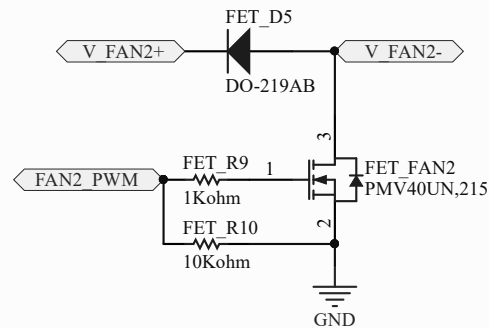 FET_D5
V_FAN2+
V_FAN2-
DO-219AB
3
FET_R9
1
FET_FAN2
FAN2_PWM
PMV40UN,215
1Kohm
2
FET_R10
10Kohm
GND